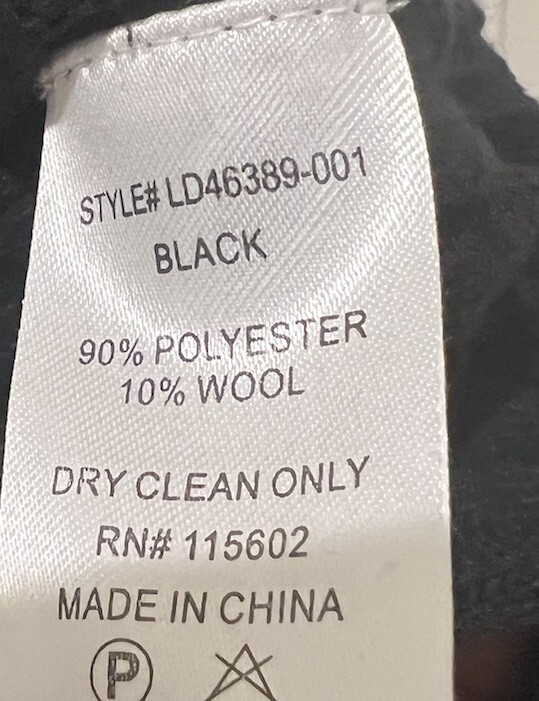 STYLE# LD46389-001
BLACK
90% POLYESTER
10% WOOL
DRY CLEAN ONLY
RN# 115602
MADE IN CHINA
P